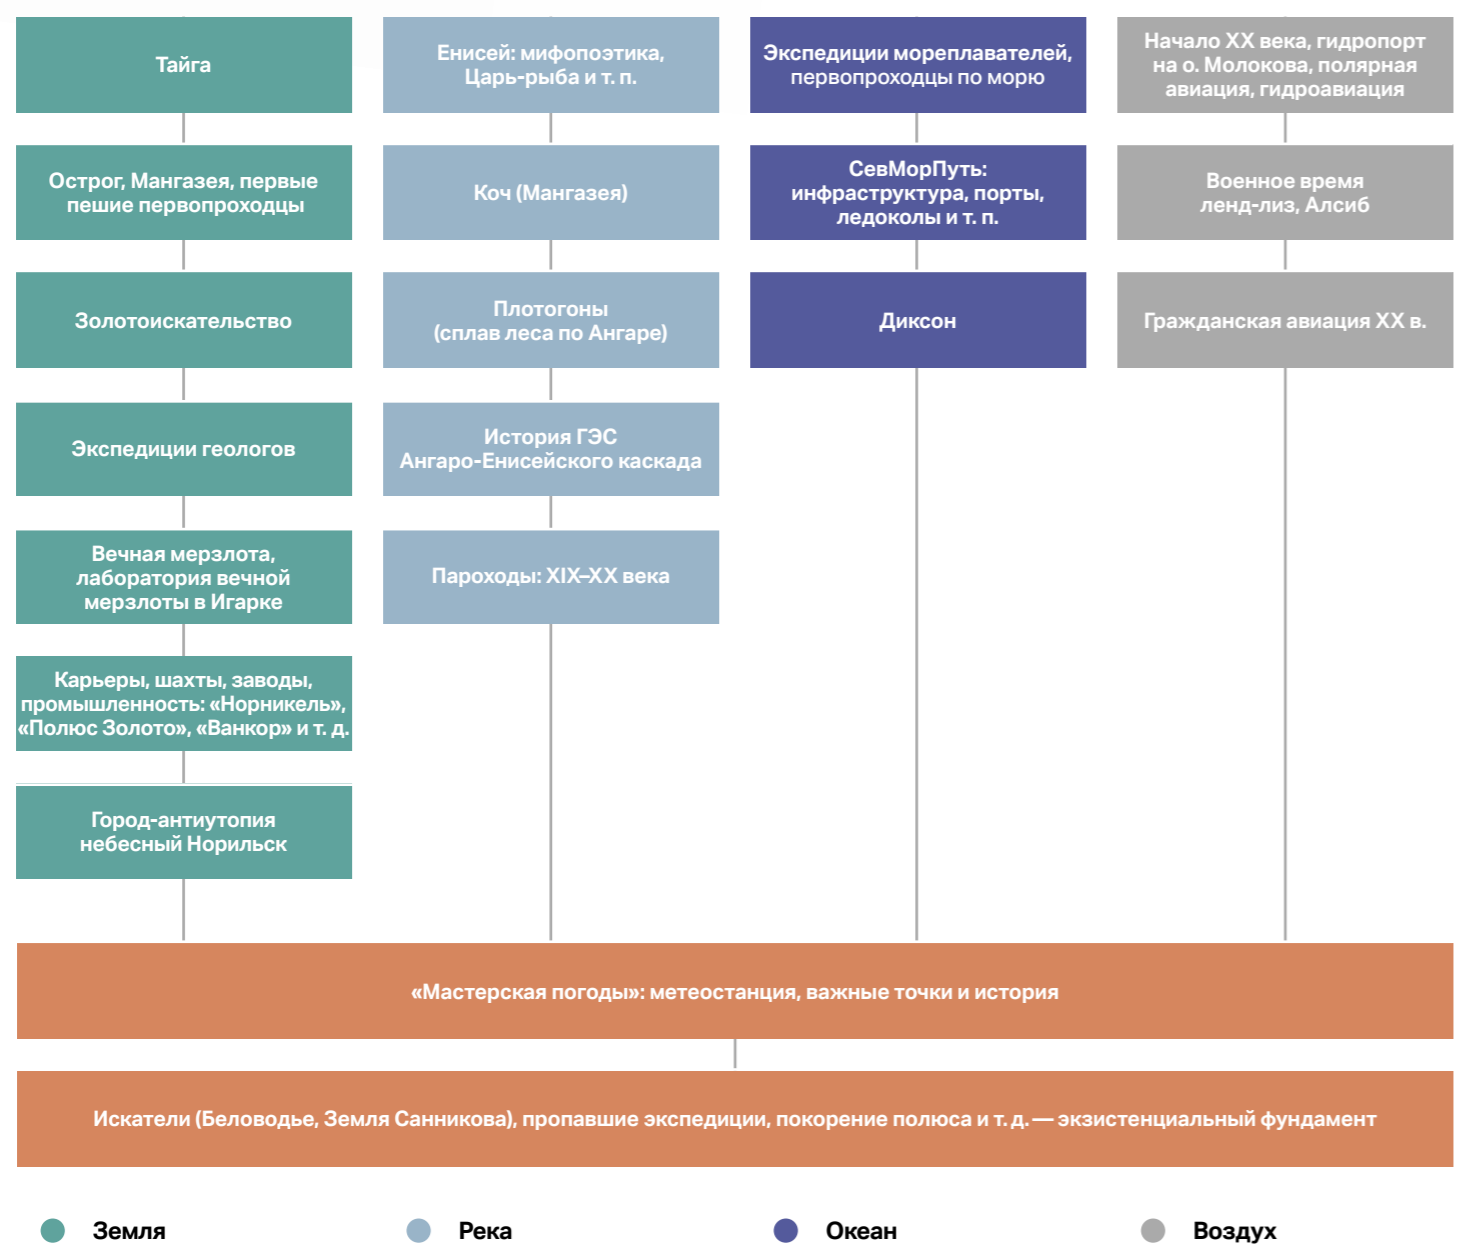 Тайга
Острог, Мангазея, первые
пешие первопроходцы
Золотоискательство
Экспедиции геологов
Вечная мерзлота,
лаборатория вечной
мерзлоты в Игарке
Карьеры, шахты, заводы,
промышленность: «Норникель»,
«Полюс Золото», «Ванкор» и т. д.
Город-антиутопия
небесный Норильск
Енисей: мифопоэтика,
Царь-рыба и т. п.
Коч (Мангазея)
Плотогоны
(сплав леса по Ангаре)
История ГЭС
Ангаро-Енисейского каскада
Пароходы: XIX–XX века
Экспедиции мореплавателей,
первопроходцы по морю
СевМорПуть:
инфраструктура, порты,
ледоколы и т. п.
Диксон
Начало XX века, гидропорт
на о. Молокова, полярная
авиация, гидроавиация
Военное время
ленд-лиз, Алсиб
Гражданская авиация XX в.
«Мастерская погоды»: метеостанция, важные точки и история
Искатели (Беловодье, Земля Санникова), пропавшие экспедиции, покорение полюса и т. д. — экзистенциальный фундамент
Земля
Река
Океан
Воздух